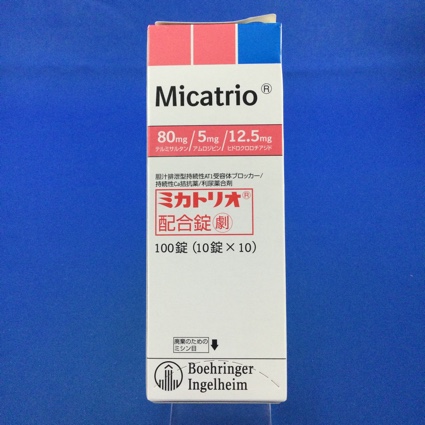 Micatrio®
80mg/5mg/12.5mg
テルミサルタン アムロジピン ヒドロクロロチアジド
胆汁排泄型持続性AT1受容体ブロッカー/
持続性Ca拮抗薬/利尿薬合剤
ミカトリオ®
配合錠 劇
100錠 (10錠×10)
廃棄のための
ミシン目
Boehringer
Ingelheim